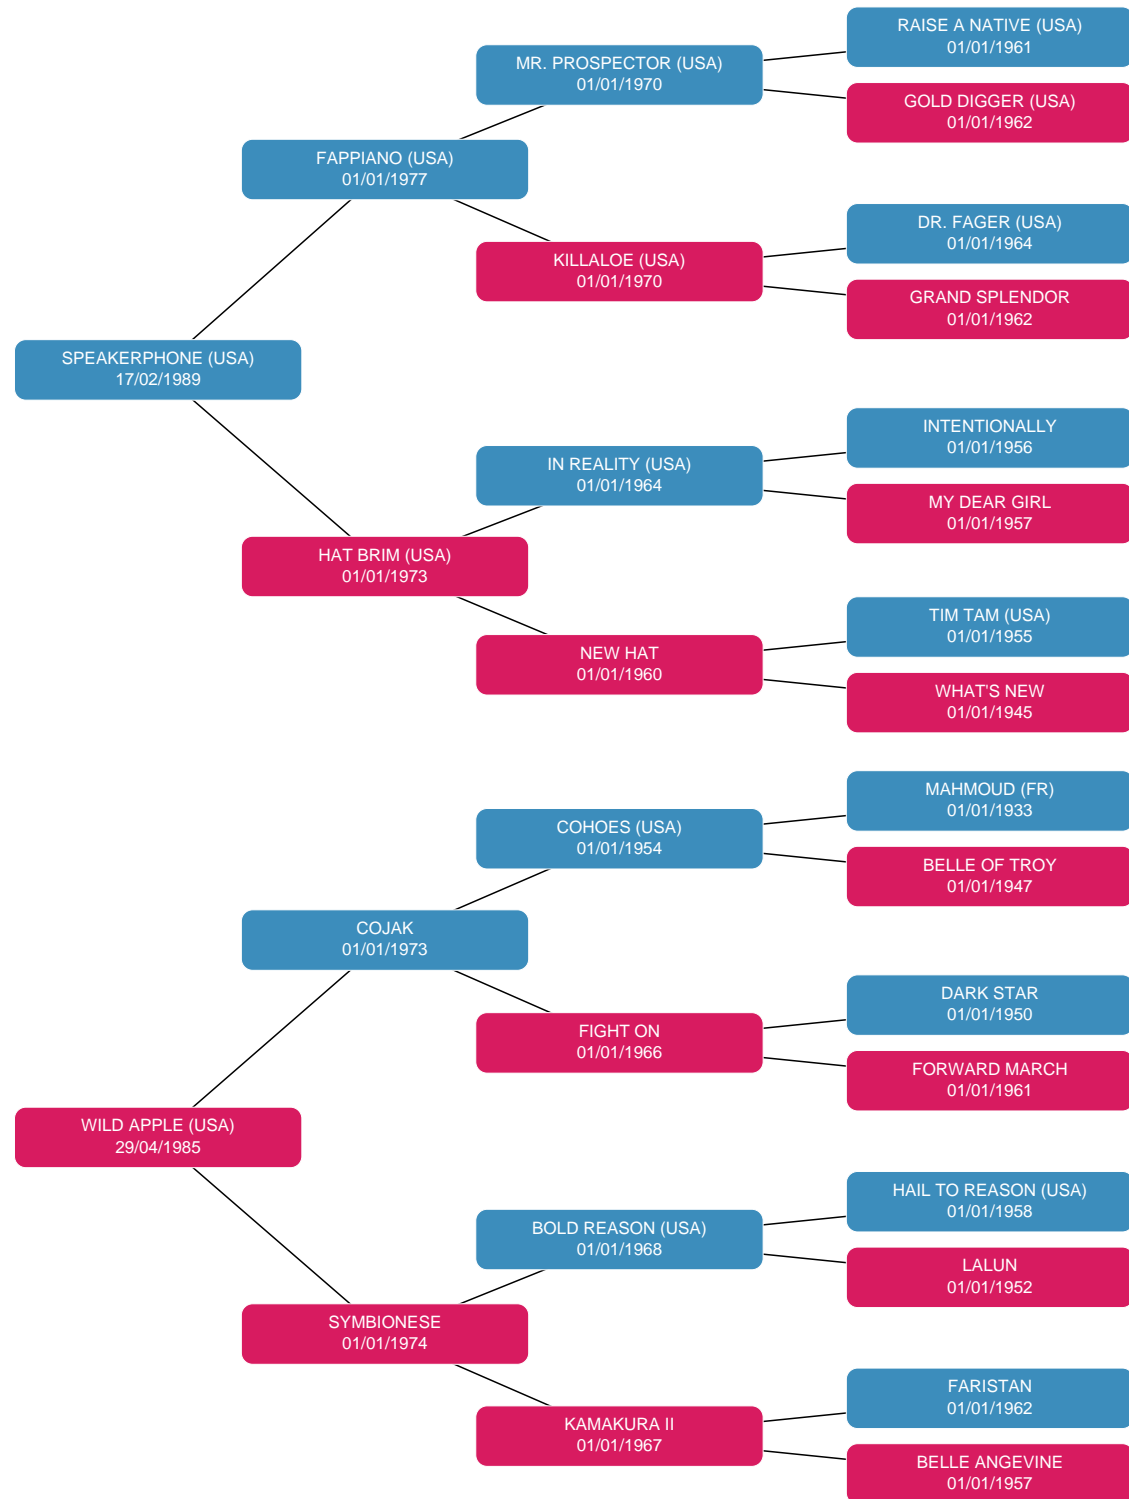 RAISE A NATIVE (USA)
01/01/1961
MR. PROSPECTOR (USA)
01/01/1970
GOLD DIGGER (USA)
01/01/1962
FAPPIANO (USA)
01/01/1977
DR. FAGER (USA)
01/01/1964
KILLALOE (USA)
01/01/1970
GRAND SPLENDOR
01/01/1962
SPEAKERPHONE (USA)
17/02/1989
INTENTIONALLY
01/01/1956
IN REALITY (USA)
01/01/1964
MY DEAR GIRL
01/01/1957
HAT BRIM (USA)
01/01/1973
TIM TAM (USA)
01/01/1955
NEW HAT
01/01/1960
WHAT'S NEW
01/01/1945
MAHMOUD (FR)
01/01/1933
COHOES (USA)
01/01/1954
BELLE OF TROY
01/01/1947
COJAK
01/01/1973
DARK STAR
01/01/1950
FIGHT ON
01/01/1966
FORWARD MARCH
01/01/1961
WILD APPLE (USA)
29/04/1985
HAIL TO REASON (USA)
01/01/1958
BOLD REASON (USA)
01/01/1968
LALUN
01/01/1952
SYMBIONESE
01/01/1974
FARISTAN
01/01/1962
KAMAKURA II
01/01/1967
BELLE ANGEVINE
01/01/1957